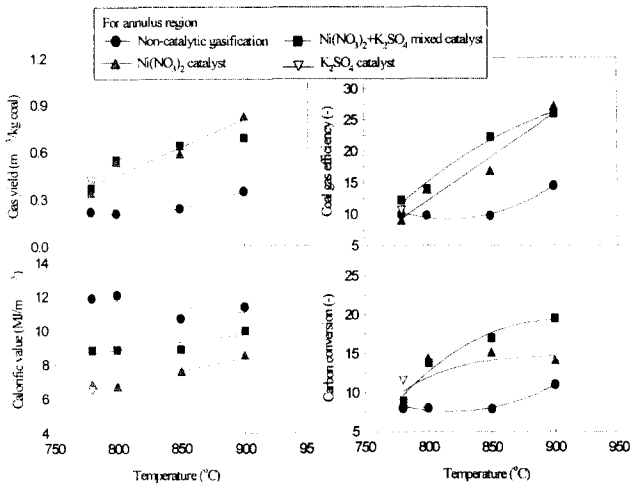 For annulus region
Non-catalytic gasification
Ni(NO3)2+K2SO4 mixed catalyst
Ni(NO3)2 catalyst
K2SO4 catalyst
Gas yield (m3/kg coal)
1.2
0.9
0.6
0.3
0.0
Coal gas efficiency (-)
30
25
20
15
10
5
Calorific value (MJ/m3)
14
12
10
8
6
4
750
800
850
900
95
Temperature (°C)
Carbon conversion (-)
25
20
15
10
5
750
800
850
900
950
Temperature (°C)